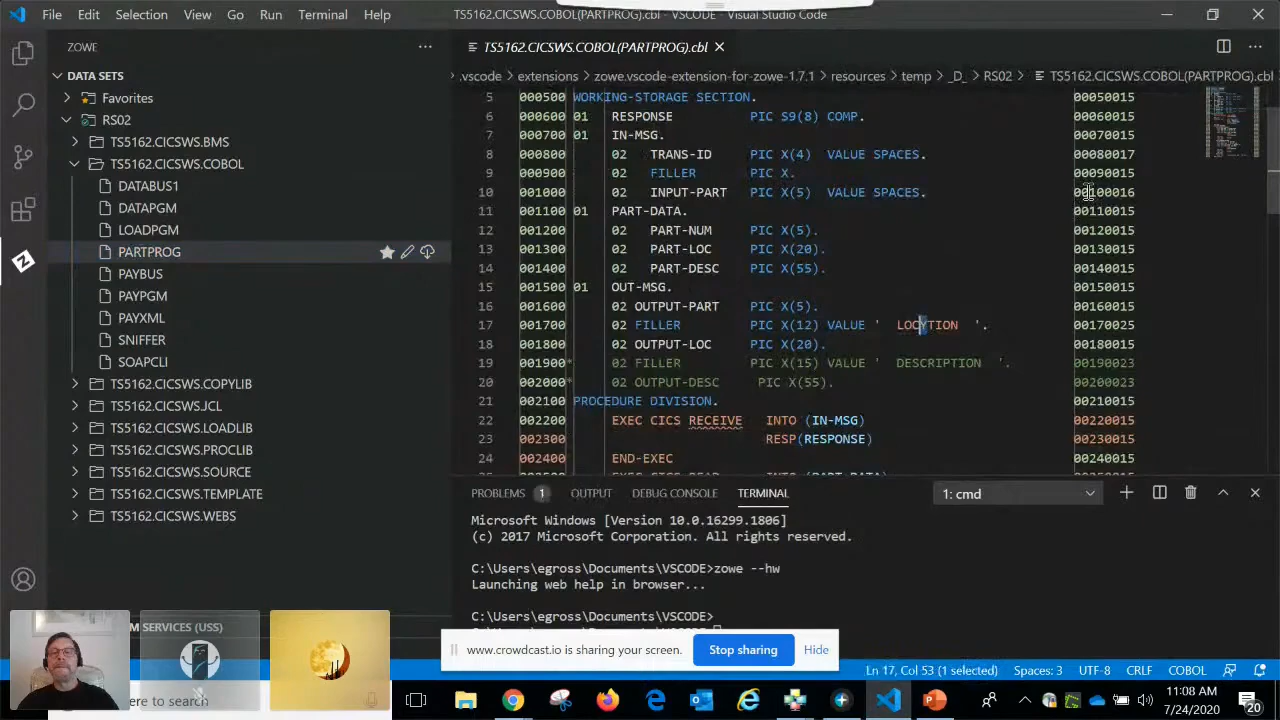 File Edit Selection View Go Run Terminal Help
TS5162.CICSWS.COBOL(PARTPROG).cbl - VSCODE - Visual Studio Code
ZOWE
TS5162.CICSWS.COBOL(PARTPROG).cbl
DATA SETS
.vscode > extensions > zowe.vscode-extension-for-zowe-1.7.1 > resources > temp > _D_ > RS02 > TS5162.CICSWS.COBOL(PARTPROG).cbl
Favorites
RS02
TS5162.CICSWS.BMS
TS5162.CICSWS.COBOL
DATABUS1
DATAPGM
LOADPGM
PARTPROG
PAYBUS
PAYPGM
PAYXML
SNIFFER
SOAPCLI
TS5162.CICSWS.COPYLIB
TS5162.CICSWS.JCL
TS5162.CICSWS.LOADLIB
TS5162.CICSWS.PROCLIB
TS5162.CICSWS.SOURCE
TS5162.CICSWS.TEMPLATE
TS5162.CICSWS.WEBS
M SERVICES (USS)
5 000500 WORKING-STORAGE SECTION. 00050015
6 000600 01 RESPONSE PIC S9(8) COMP. 00060015
7 000700 01 IN-MSG. 00070015
8 000800 02 TRANS-ID PIC X(4) VALUE SPACES. 00080017
9 000900 02 FILLER PIC X. 00090015
10 001000 02 INPUT-PART PIC X(5) VALUE SPACES. 00100016
11 001100 01 PART-DATA. 00110015
12 001200 02 PART-NUM PIC X(5). 00120015
13 001300 02 PART-LOC PIC X(20). 00130015
14 001400 02 PART-DESC PIC X(55). 00140015
15 001500 01 OUT-MSG. 00150015
16 001600 02 OUTPUT-PART PIC X(5). 00160015
17 001700 02 FILLER PIC X(12) VALUE ' LOCYTION '. 00170025
18 001800 02 OUTPUT-LOC PIC X(20). 00180015
19 001900* 02 FILLER PIC X(15) VALUE ' DESCRIPTION '. 00190023
20 002000* 02 OUTPUT-DESC PIC X(55). 00200023
21 002100 PROCEDURE DIVISION. 00210015
22 002200 EXEC CICS RECEIVE INTO (IN-MSG) 00220015
23 002300 RESP(RESPONSE) 00230015
24 002400 END-EXEC 00240015
PROBLEMS 1 OUTPUT DEBUG CONSOLE TERMINAL 1: cmd
Microsoft Windows [Version 10.0.16299.1806]
(c) 2017 Microsoft Corporation. All rights reserved.
C:\Users\egross\Documents\VSCODE>zowe --hw
Launching web help in browser...
C:\Users\egross\Documents\VSCODE>
www.crowdcast.io is sharing your screen. Stop sharing Hide
Ln 17, Col 53 (1 selected) Spaces: 3 UTF-8 CRLF COBOL
here to search
11:08 AM
7/24/2020
20